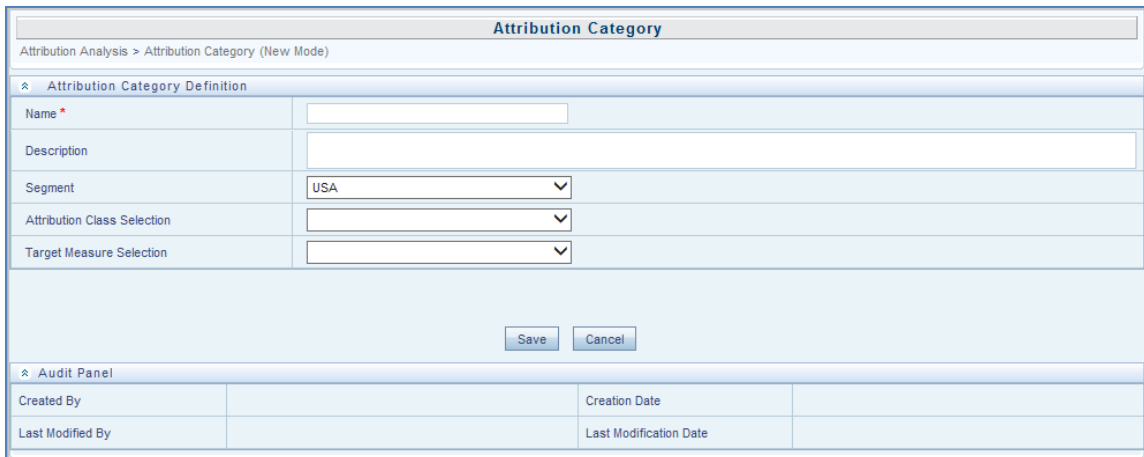 Attribution Category
Attribution Analysis > Attribution Category (New Mode)
Attribution Category Definition
Name *
Description
Segment USA
Attribution Class Selection
Target Measure Selection
Save Cancel
Audit Panel
Created By Creation Date
Last Modified By Last Modification Date